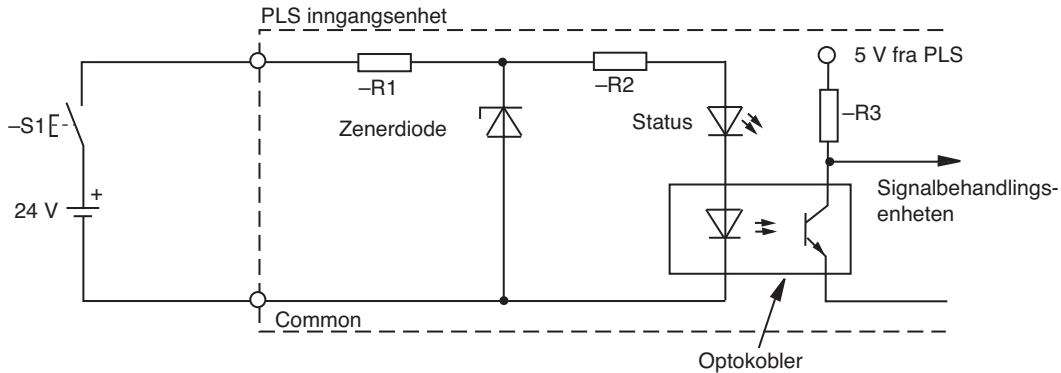 PLS inngangsenhet
5 V fra PLS
–R1
–R2
–R3
–S1
Zenerdiode
Status
+
24 V
Signalbehandlings-
enheten
Common
Optokobler